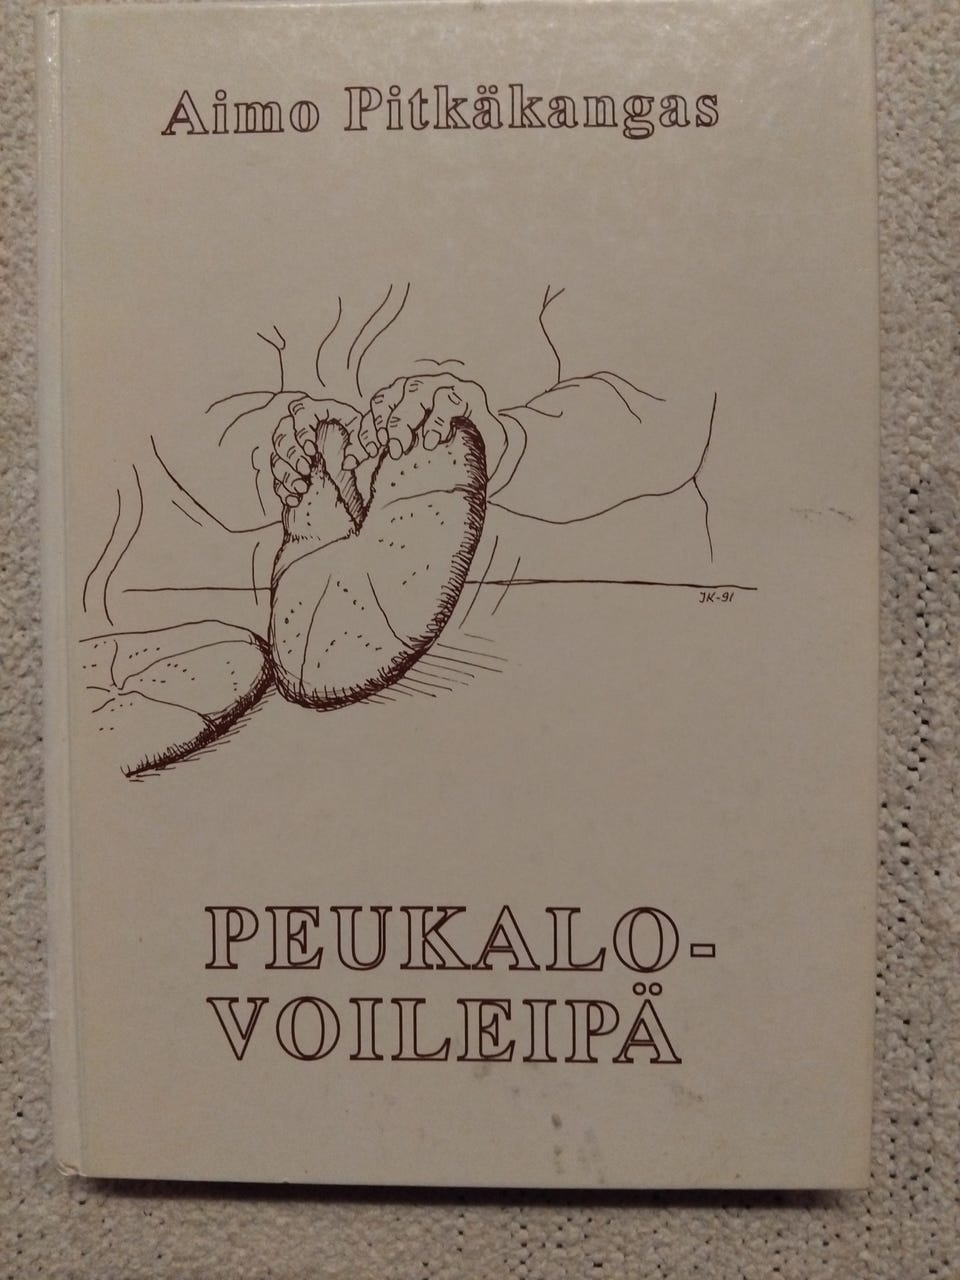 Aimo Pitkäkangas
JK-91
PEUKALO-
VOILEIPÄ